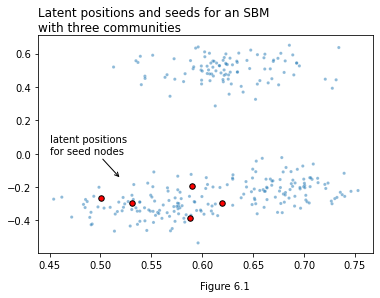 Latent positions and seeds for an SBM
with three communities
0.6
0.4
0.2
0.0
−0.2
−0.4
latent positions
for seed nodes
0.45 0.50 0.55 0.60 0.65 0.70 0.75
Figure 6.1